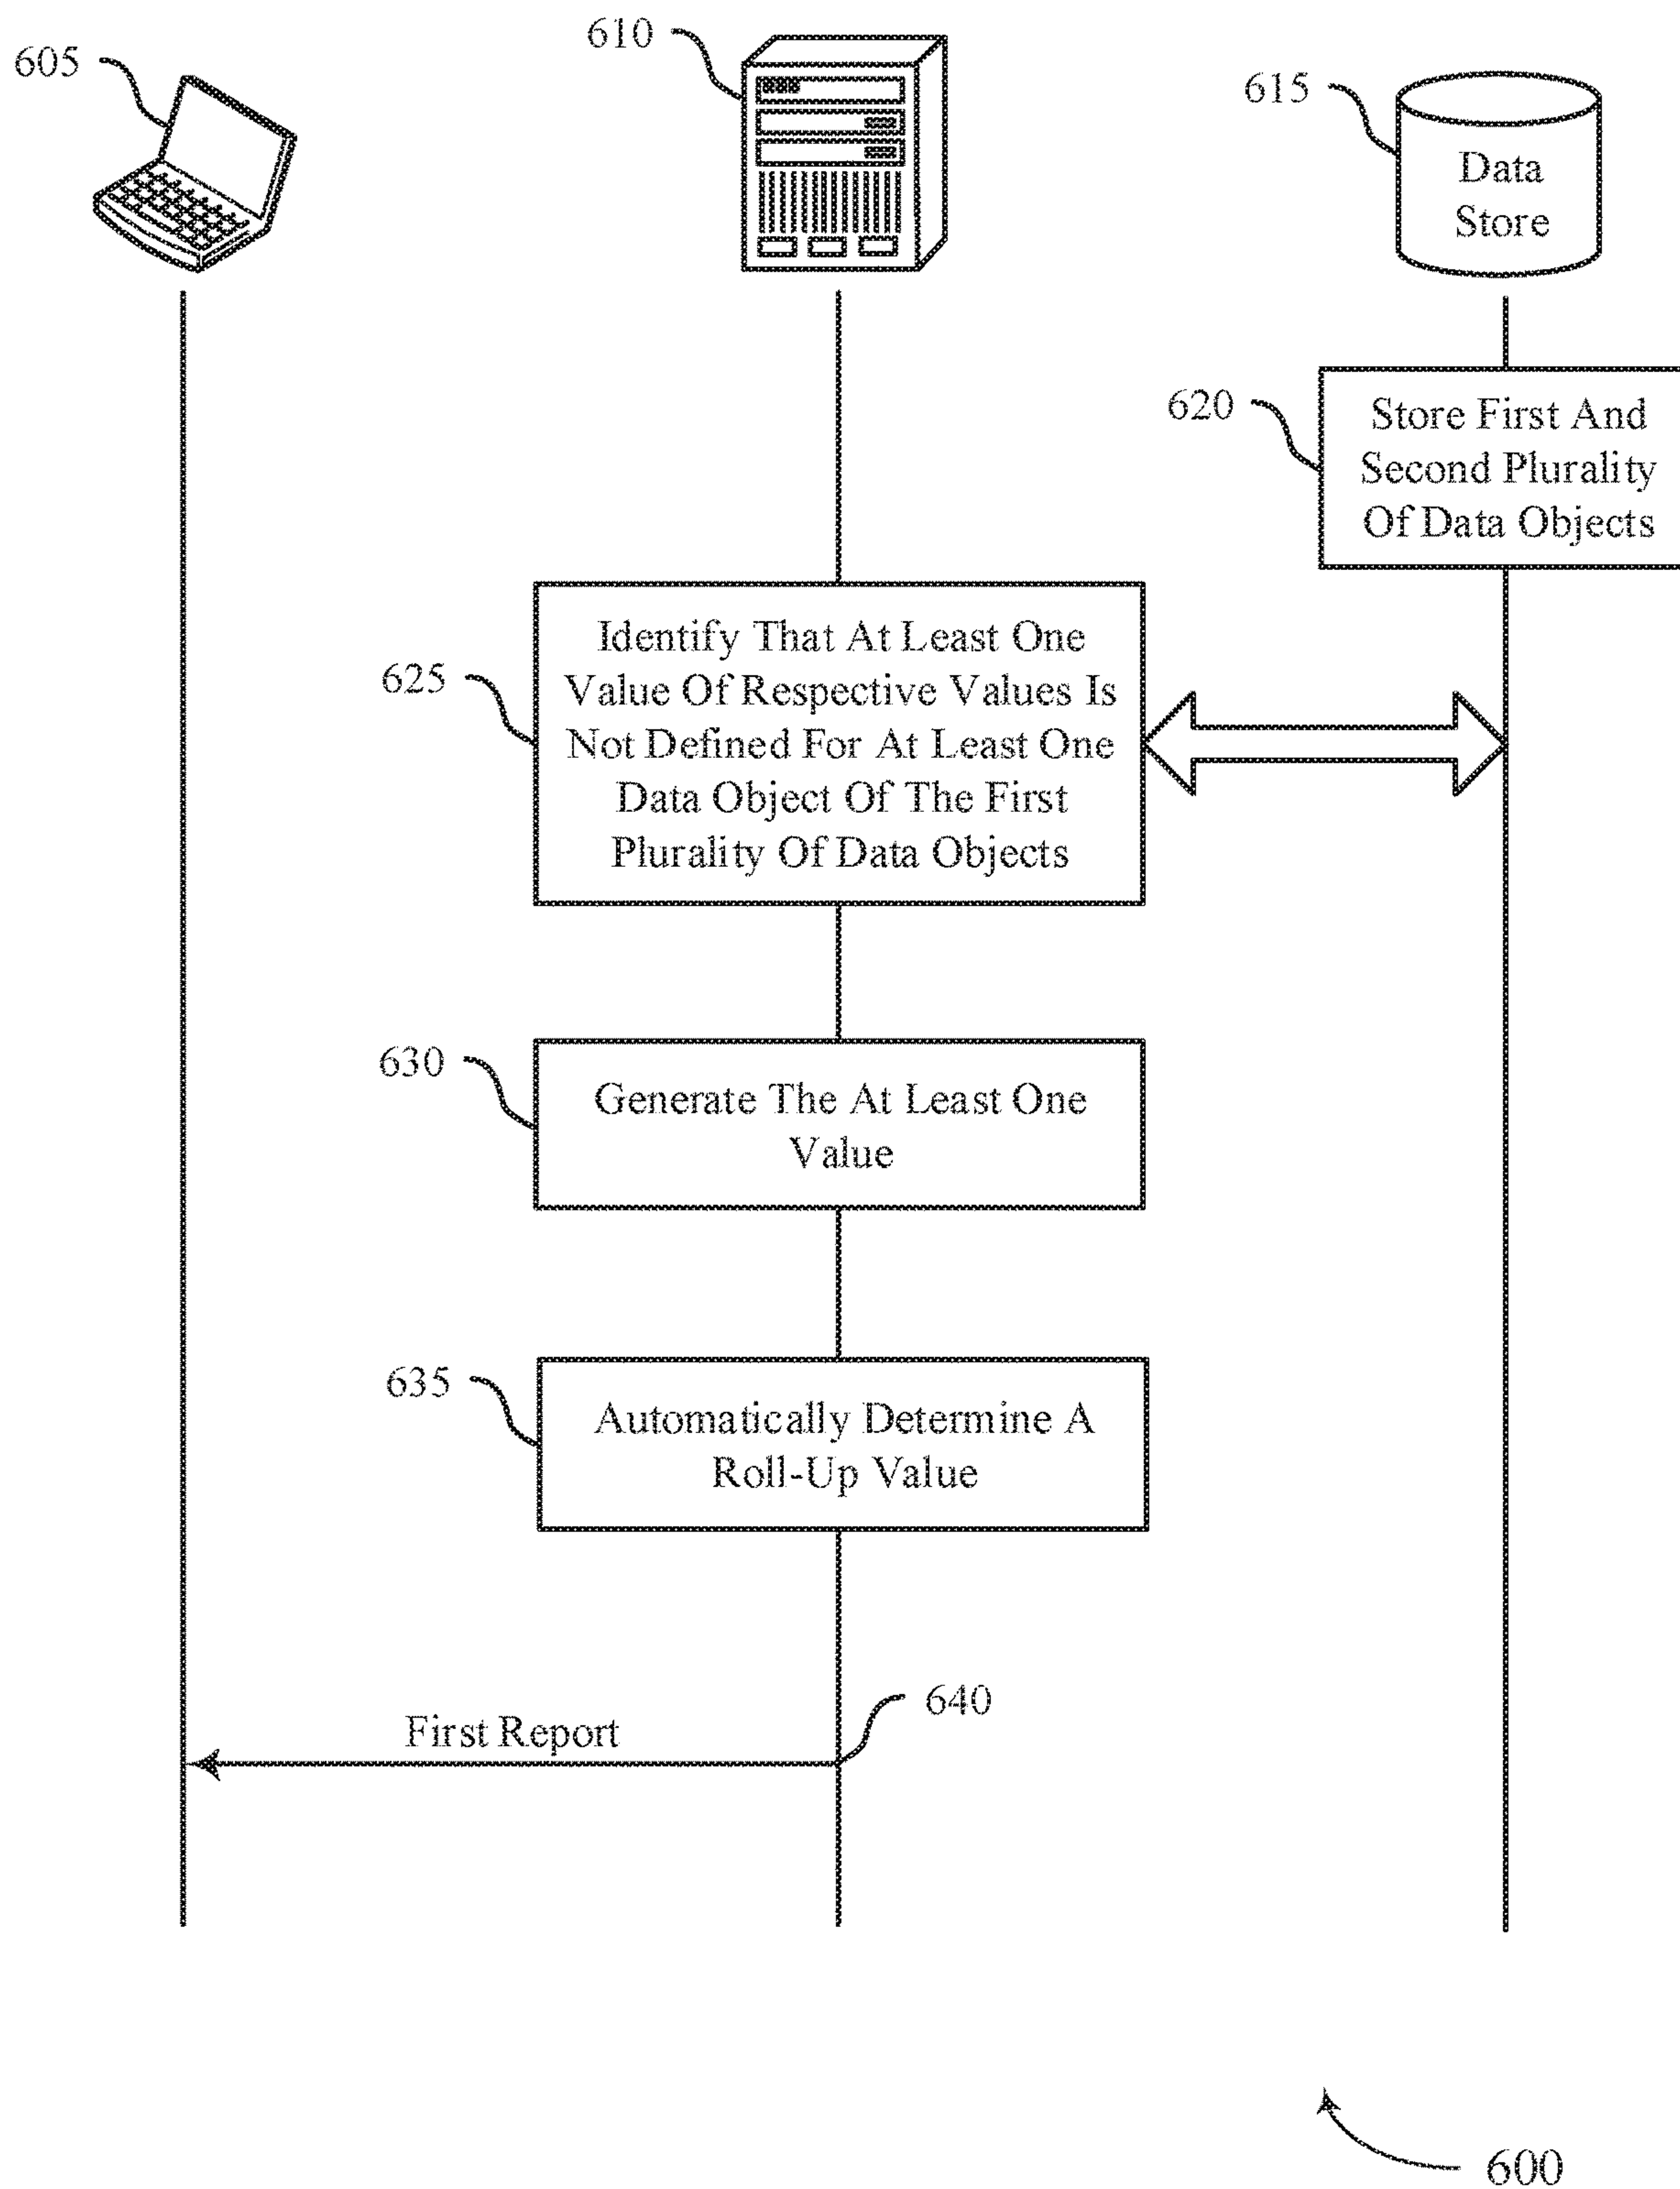 605
610
615
Data
Store
620
Store First And
Second Plurality
Of Data Objects
625
Identify That At Least One
Value Of Respective Values Is
Not Defined For At Least One
Data Object Of The First
Plurality Of Data Objects
630
Generate The At Least One
Value
635
Automatically Determine A
Roll-Up Value
640
First Report
600